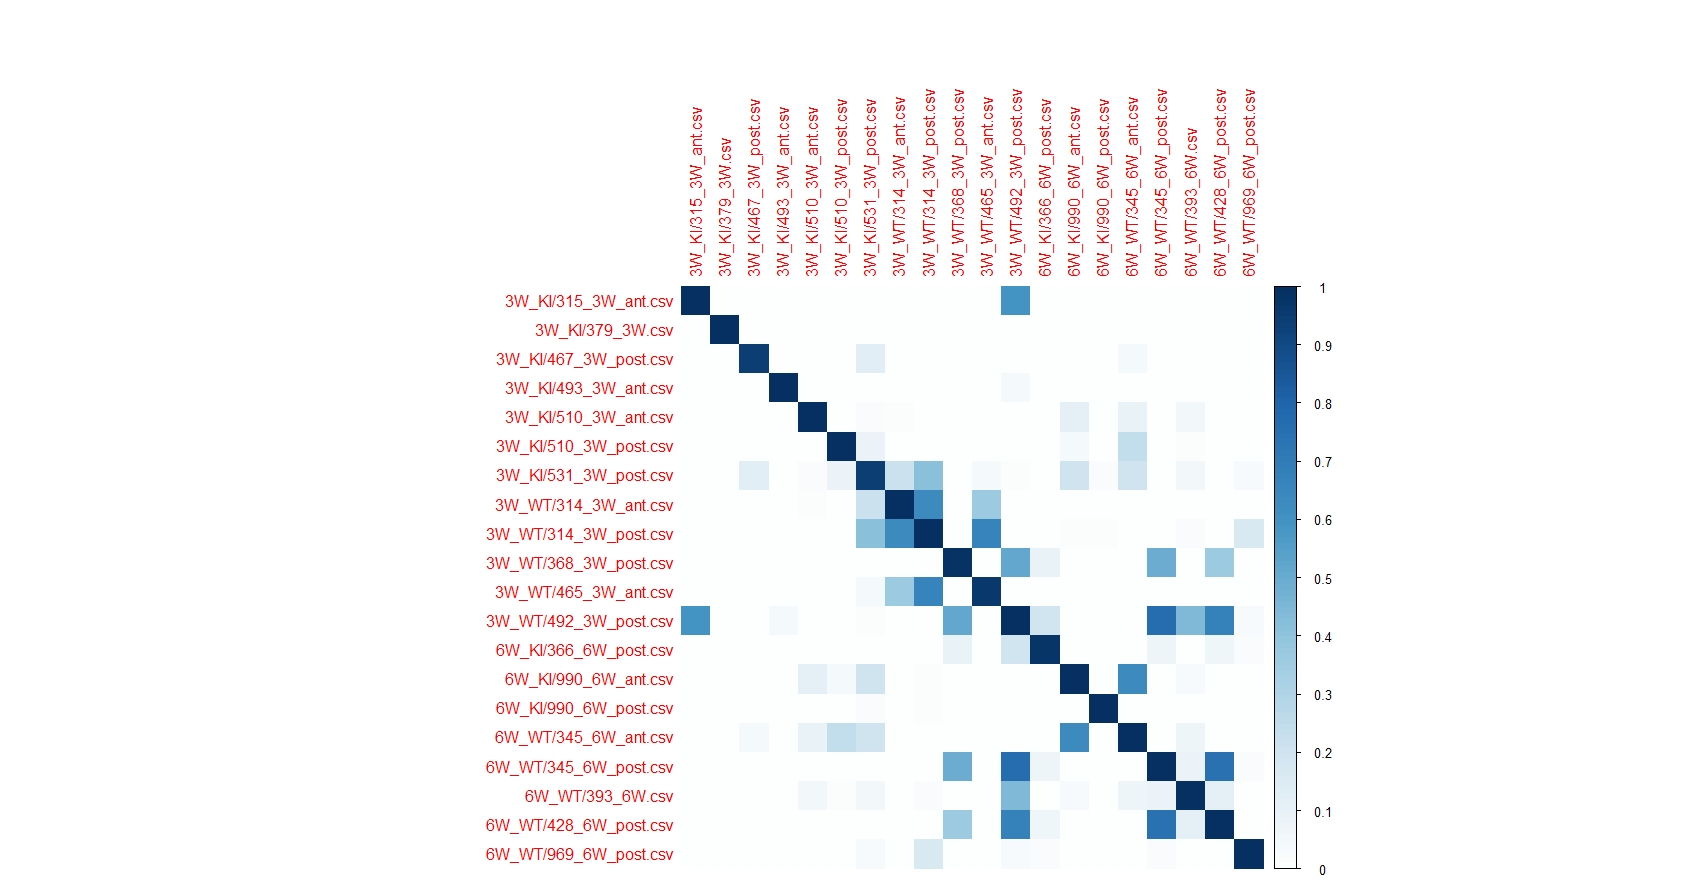 3W_KI/315_3W_ant.csv
3W_KI/379_3W.csv
3W_KI/467_3W_post.csv
3W_KI/493_3W_ant.csv
3W_KI/510_3W_ant.csv
3W_KI/510_3W_post.csv
3W_KI/531_3W_post.csv
3W_WT/314_3W_ant.csv
3W_WT/314_3W_post.csv
3W_WT/368_3W_post.csv
3W_WT/465_3W_ant.csv
3W_WT/492_3W_post.csv
6W_KI/366_6W_post.csv
6W_KI/990_6W_ant.csv
6W_KI/990_6W_post.csv
6W_WT/345_6W_ant.csv
6W_WT/345_6W_post.csv
6W_WT/393_6W.csv
6W_WT/428_6W_post.csv
6W_WT/969_6W_post.csv
3W_KI/315_3W_ant.csv
3W_KI/379_3W.csv
3W_KI/467_3W_post.csv
3W_KI/493_3W_ant.csv
3W_KI/510_3W_ant.csv
3W_KI/510_3W_post.csv
3W_KI/531_3W_post.csv
3W_WT/314_3W_ant.csv
3W_WT/314_3W_post.csv
3W_WT/368_3W_post.csv
3W_WT/465_3W_ant.csv
3W_WT/492_3W_post.csv
6W_KI/366_6W_post.csv
6W_KI/990_6W_ant.csv
6W_KI/990_6W_post.csv
6W_WT/345_6W_ant.csv
6W_WT/345_6W_post.csv
6W_WT/393_6W.csv
6W_WT/428_6W_post.csv
6W_WT/969_6W_post.csv
1
0.9
0.8
0.7
0.6
0.5
0.4
0.3
0.2
0.1
0